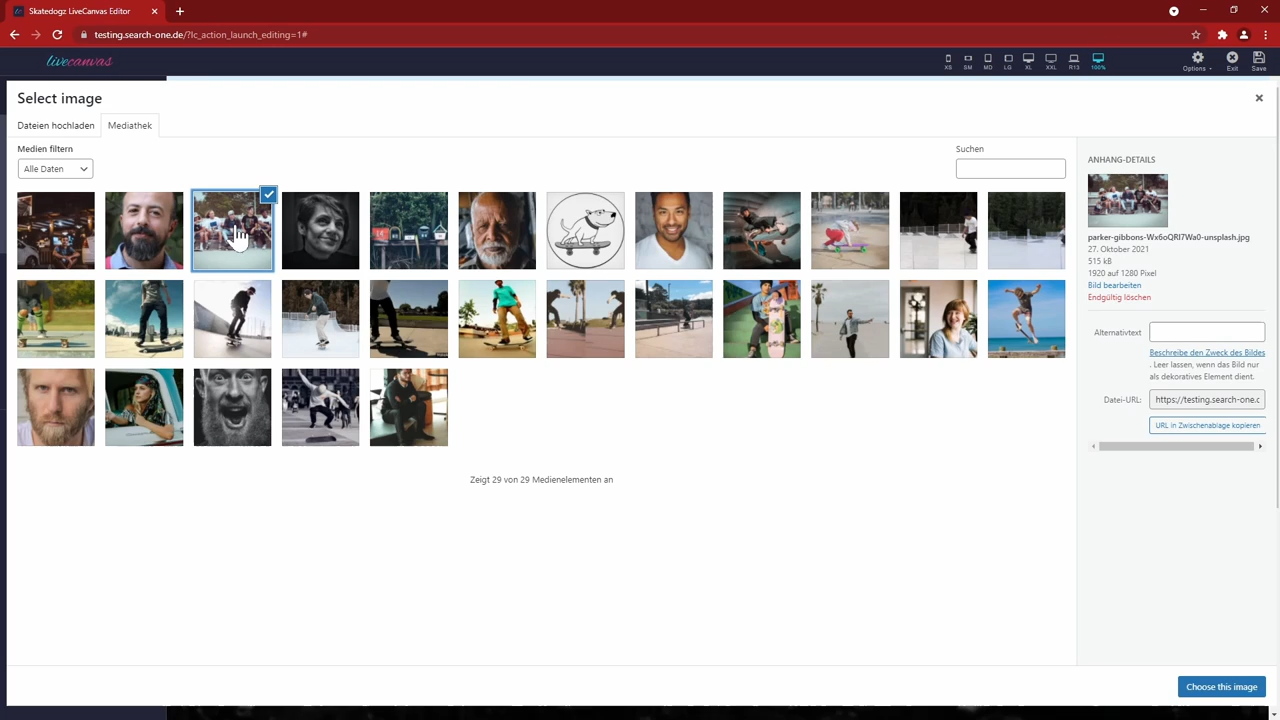 Skatedogz LiveCanvas Editor
testing.search-one.de/?lc_action_launch_editing=1#
livecanvas
XS SM MD LG XL XXL R13 100% Options Exit Save
Select image
Dateien hochladen Mediathek
Medien filtern
Alle Daten
Suchen
Zeigt 29 von 29 Medienelementen an
ANHANG-DETAILS
parker-gibbons-Wx6oQRl7Wa0-unsplash.jpg
27. Oktober 2021
515 kB
1920 auf 1280 Pixel
Bild bearbeiten
Endgültig löschen
Alternativtext
Beschreibe den Zweck des Bildes
. Leer lassen, wenn das Bild nur
als dekoratives Element dient.
Datei-URL: https://testing.search-one.c
URL in Zwischenablage kopieren
Choose this image